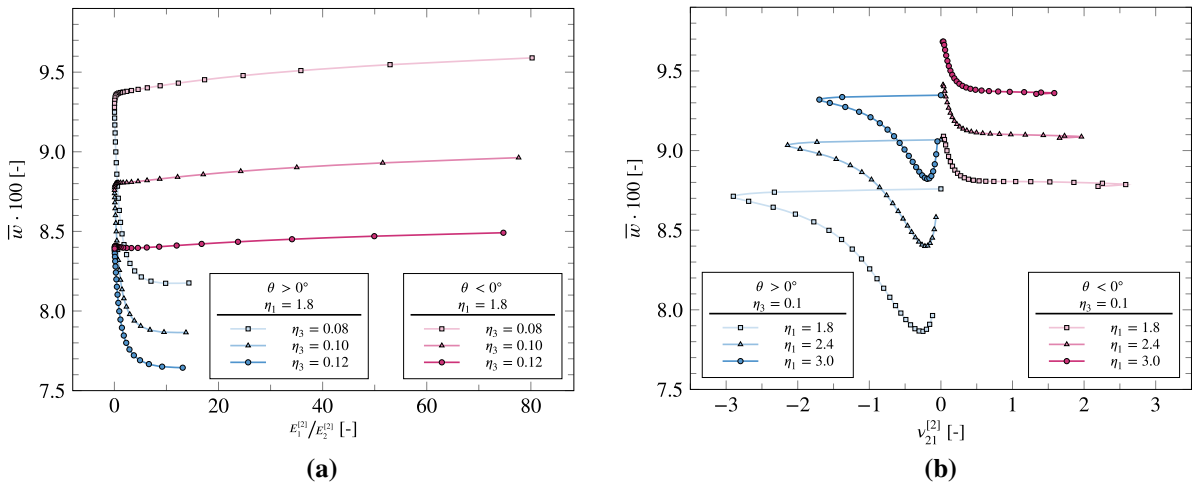 9.5
9.0
8.5
8.0
7.5
w̅ · 100 [-]
0 20 40 60 80
E₁^[2]/E₂^[2] [-]
θ > 0°
η₁ = 1.8
η₃ = 0.08
η₃ = 0.10
η₃ = 0.12
θ < 0°
η₁ = 1.8
η₃ = 0.08
η₃ = 0.10
η₃ = 0.12
(a)
9.5
9.0
8.5
8.0
7.5
w̅ · 100 [-]
−3 −2 −1 0 1 2 3
ν₂₁^[2] [-]
θ > 0°
η₃ = 0.1
η₁ = 1.8
η₁ = 2.4
η₁ = 3.0
θ < 0°
η₃ = 0.1
η₁ = 1.8
η₁ = 2.4
η₁ = 3.0
(b)